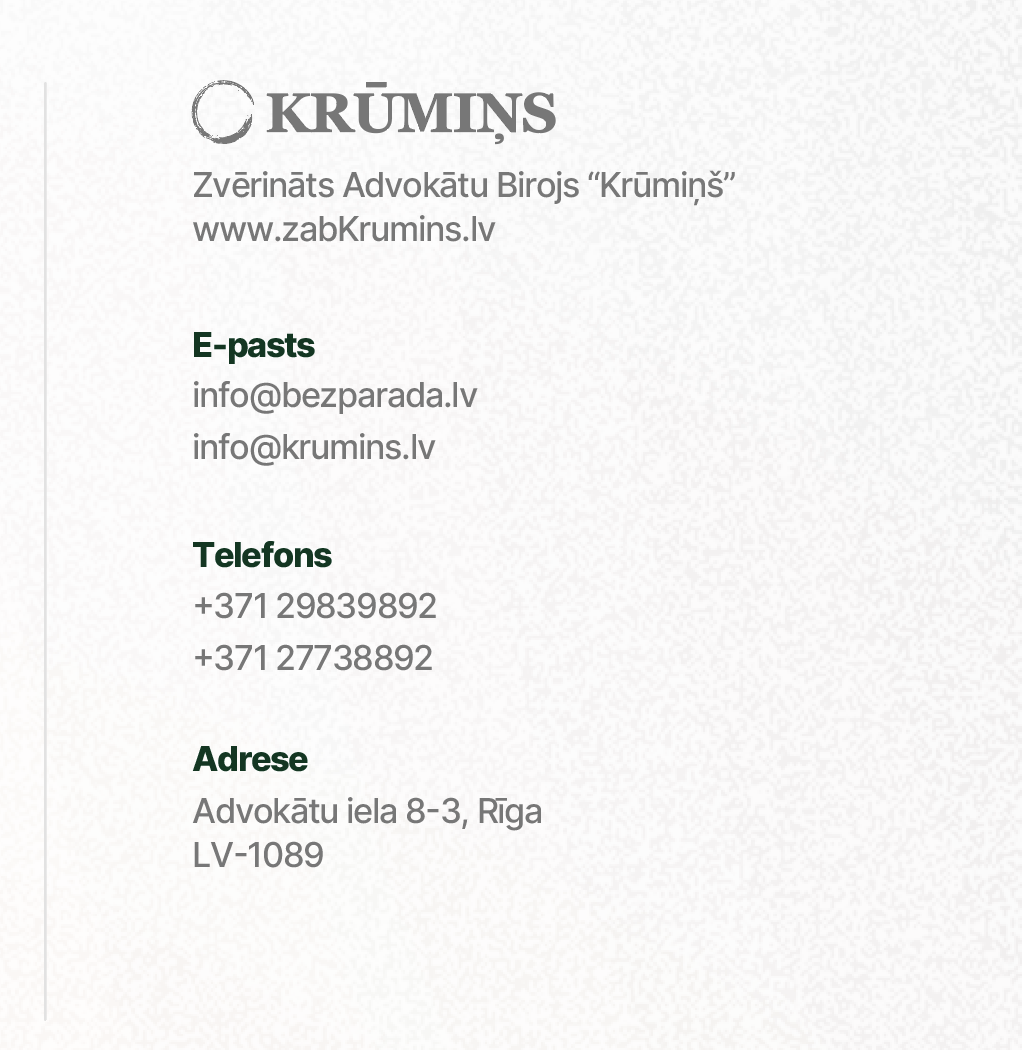 KRŪMIŅS
Zvērināts Advokātu Birojs “Krūmiņš”
www.zabKrumins.lv
E-pasts
info@bezparada.lv
info@krumins.lv
Telefons
+371 29839892
+371 27738892
Adrese
Advokātu iela 8-3, Rīga
LV-1089